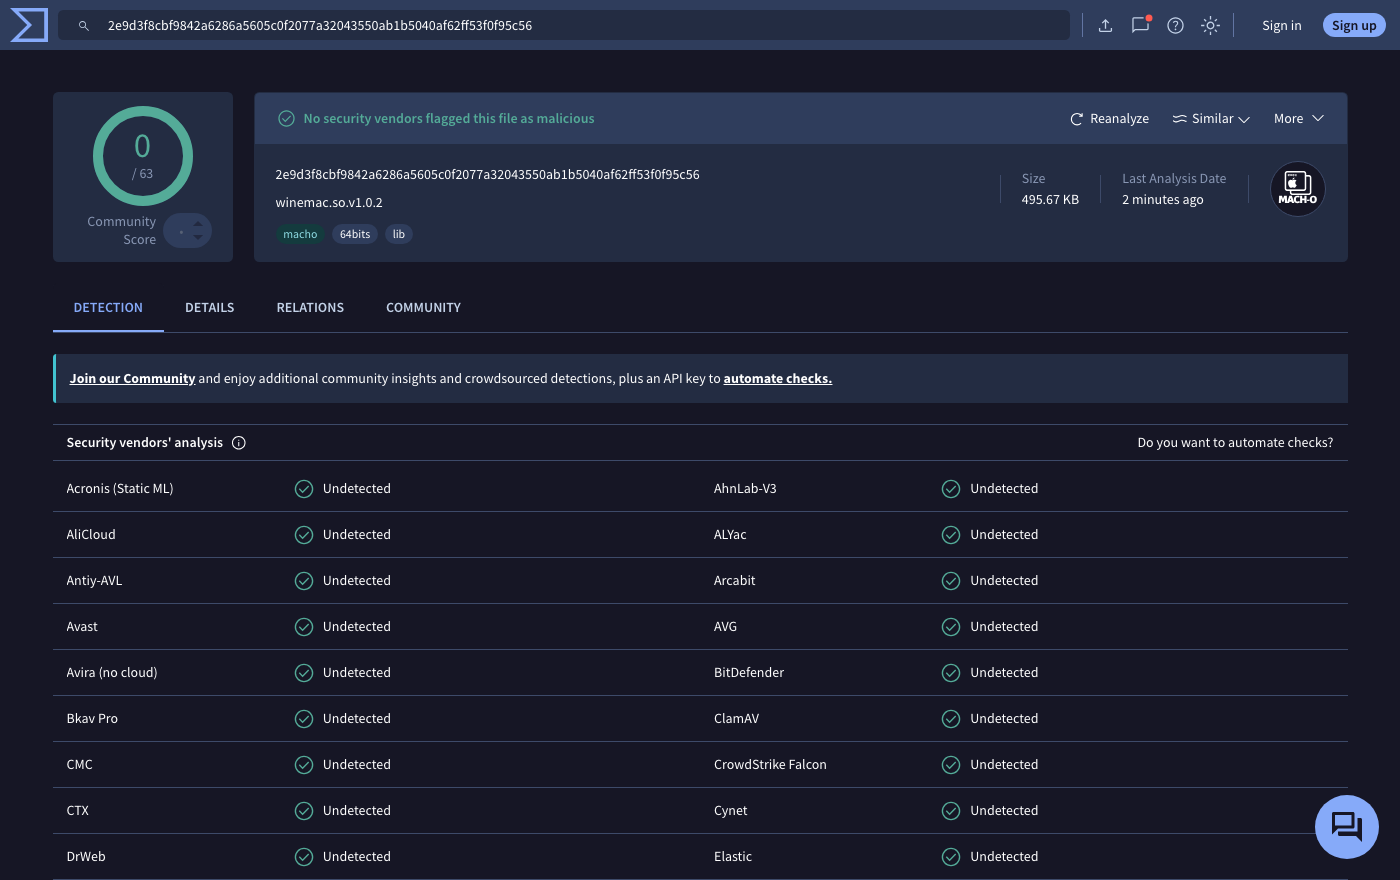 2e9d3f8cbf9842a6286a5605c0f2077a32043550ab1b5040af62ff53f0f95c56
Sign in
Sign up
0
/ 63
Community
Score
No security vendors flagged this file as malicious
Reanalyze
Similar
More
2e9d3f8cbf9842a6286a5605c0f2077a32043550ab1b5040af62ff53f0f95c56
winemac.so.v1.0.2
macho
64bits
lib
Size
495.67 KB
Last Analysis Date
2 minutes ago
MACH-O
DETECTION
DETAILS
RELATIONS
COMMUNITY
Join our Community and enjoy additional community insights and crowdsourced detections, plus an API key to automate checks.
Security vendors' analysis
Do you want to automate checks?
Acronis (Static ML) Undetected AhnLab-V3 Undetected
AliCloud Undetected ALYac Undetected
Antiy-AVL Undetected Arcabit Undetected
Avast Undetected AVG Undetected
Avira (no cloud) Undetected BitDefender Undetected
Bkav Pro Undetected ClamAV Undetected
CMC Undetected CrowdStrike Falcon Undetected
CTX Undetected Cynet Undetected
DrWeb Undetected Elastic Undetected